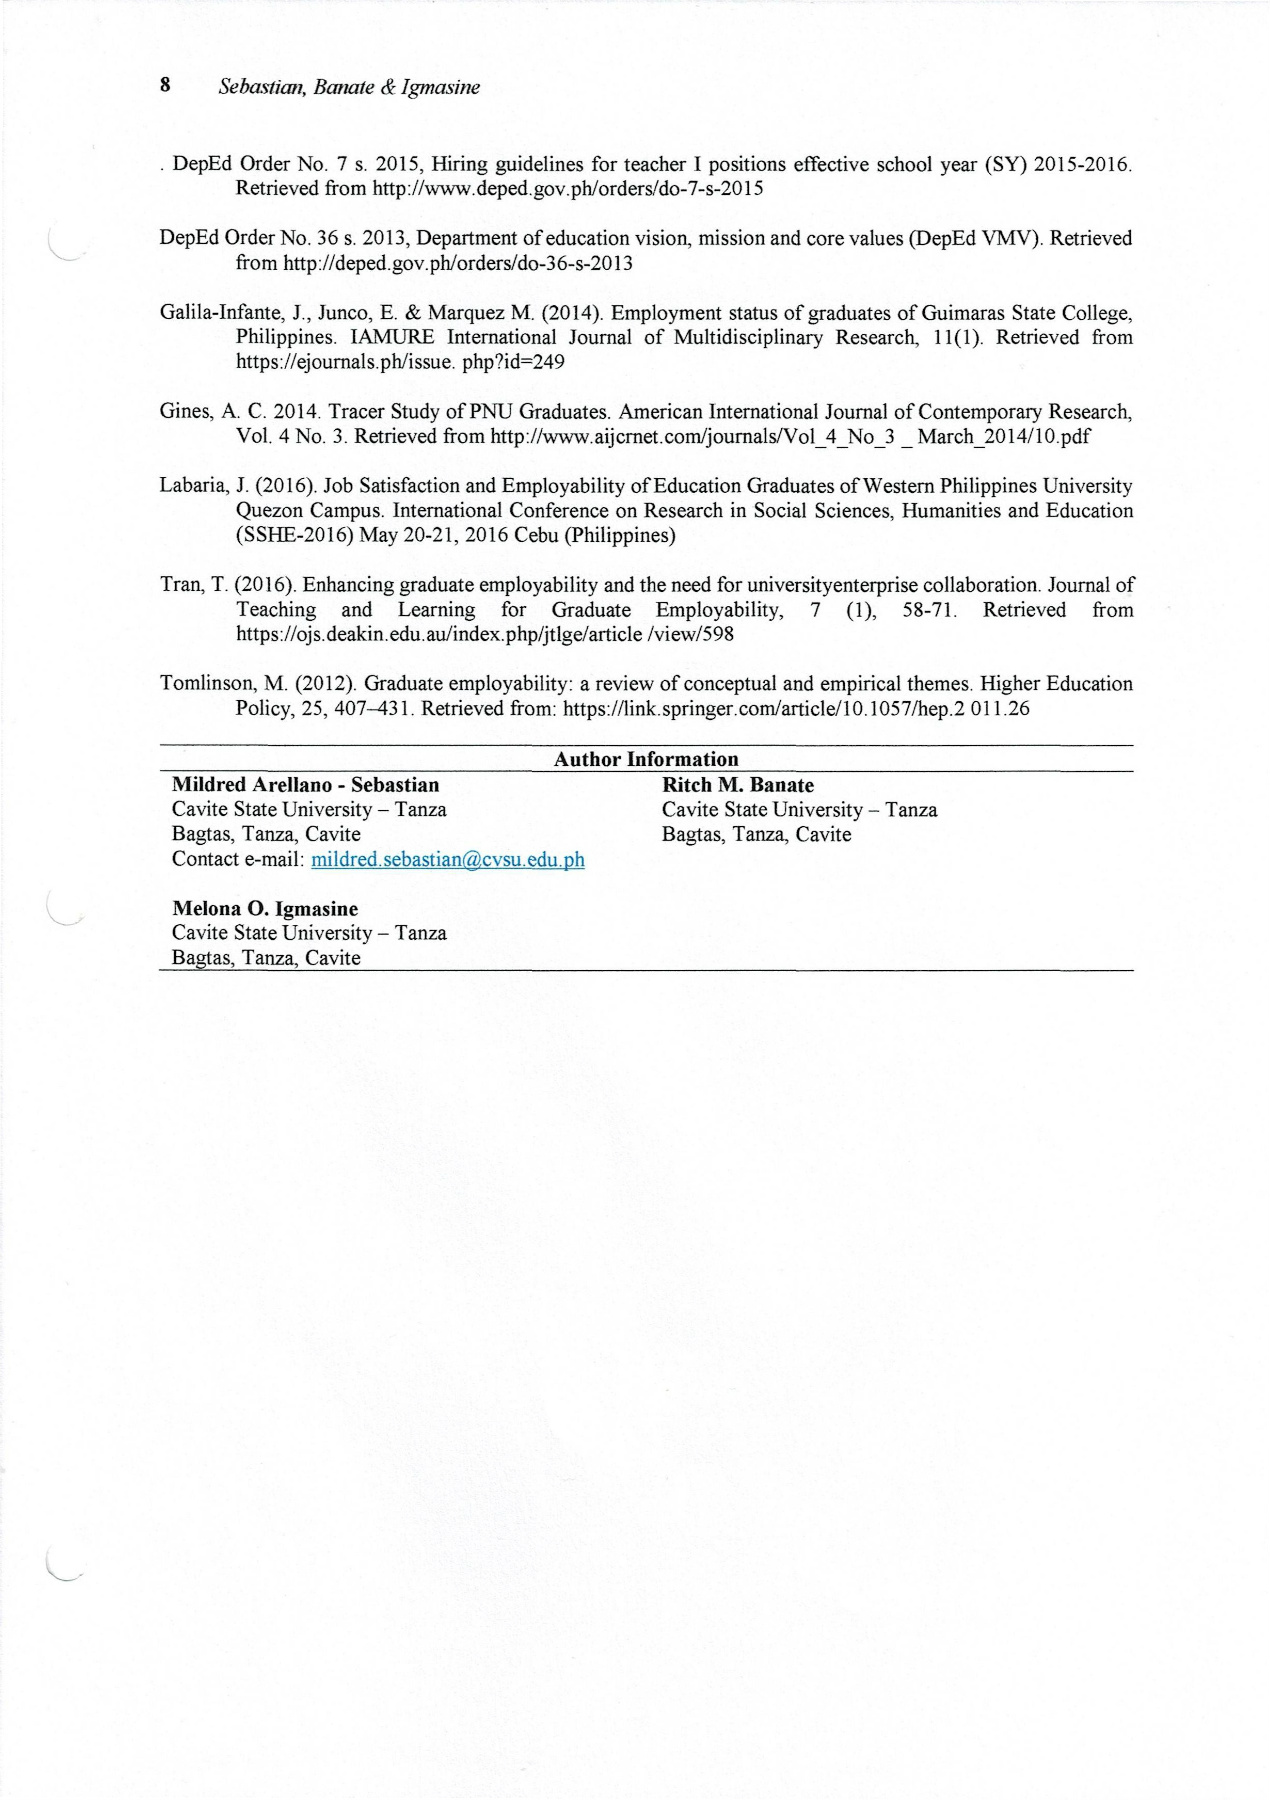 8 Sebastian, Banate & Igmasine
. DepEd Order No. 7 s. 2015, Hiring guidelines for teacher I positions effective school year (SY) 2015-2016.
Retrieved from http://www.deped.gov.ph/orders/do-7-s-2015
DepEd Order No. 36 s. 2013, Department of education vision, mission and core values (DepEd VMV). Retrieved
from http://deped.gov.ph/orders/do-36-s-2013
Galila-Infante, J., Junco, E. & Marquez M. (2014). Employment status of graduates of Guimaras State College,
Philippines. IAMURE International Journal of Multidisciplinary Research, 11(1). Retrieved from
https://ejournals.ph/issue. php?id=249
Gines, A. C. 2014. Tracer Study of PNU Graduates. American International Journal of Contemporary Research,
Vol. 4 No. 3. Retrieved from http://www.aijcrnet.com/journals/Vol_4_No_3 _ March_2014/10.pdf
Labaria, J. (2016). Job Satisfaction and Employability of Education Graduates of Western Philippines University
Quezon Campus. International Conference on Research in Social Sciences, Humanities and Education
(SSHE-2016) May 20-21, 2016 Cebu (Philippines)
Tran, T. (2016). Enhancing graduate employability and the need for universityenterprise collaboration. Journal of
Teaching and Learning for Graduate Employability, 7 (1), 58-71. Retrieved from
https://ojs.deakin.edu.au/index.php/jtlge/article /view/598
Tomlinson, M. (2012). Graduate employability: a review of conceptual and empirical themes. Higher Education
Policy, 25, 407–431. Retrieved from: https://link.springer.com/article/10.1057/hep.2 011.26
Author Information
Mildred Arellano - Sebastian
Cavite State University – Tanza
Bagtas, Tanza, Cavite
Contact e-mail: mildred.sebastian@cvsu.edu.ph
Ritch M. Banate
Cavite State University – Tanza
Bagtas, Tanza, Cavite
Melona O. Igmasine
Cavite State University – Tanza
Bagtas, Tanza, Cavite